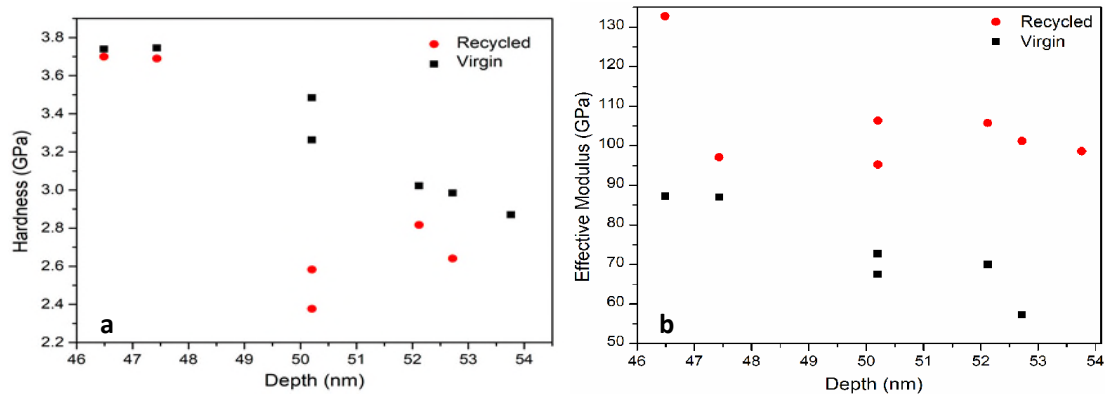 Hardness (GPa)
3.8
3.6
3.4
3.2
3.0
2.8
2.6
2.4
2.2
Recycled
Virgin
a
46 47 48 49 50 51 52 53 54
Depth (nm)
Effective Modulus (GPa)
130
120
110
100
90
80
70
60
50
Recycled
Virgin
b
46 47 48 49 50 51 52 53 54
Depth (nm)